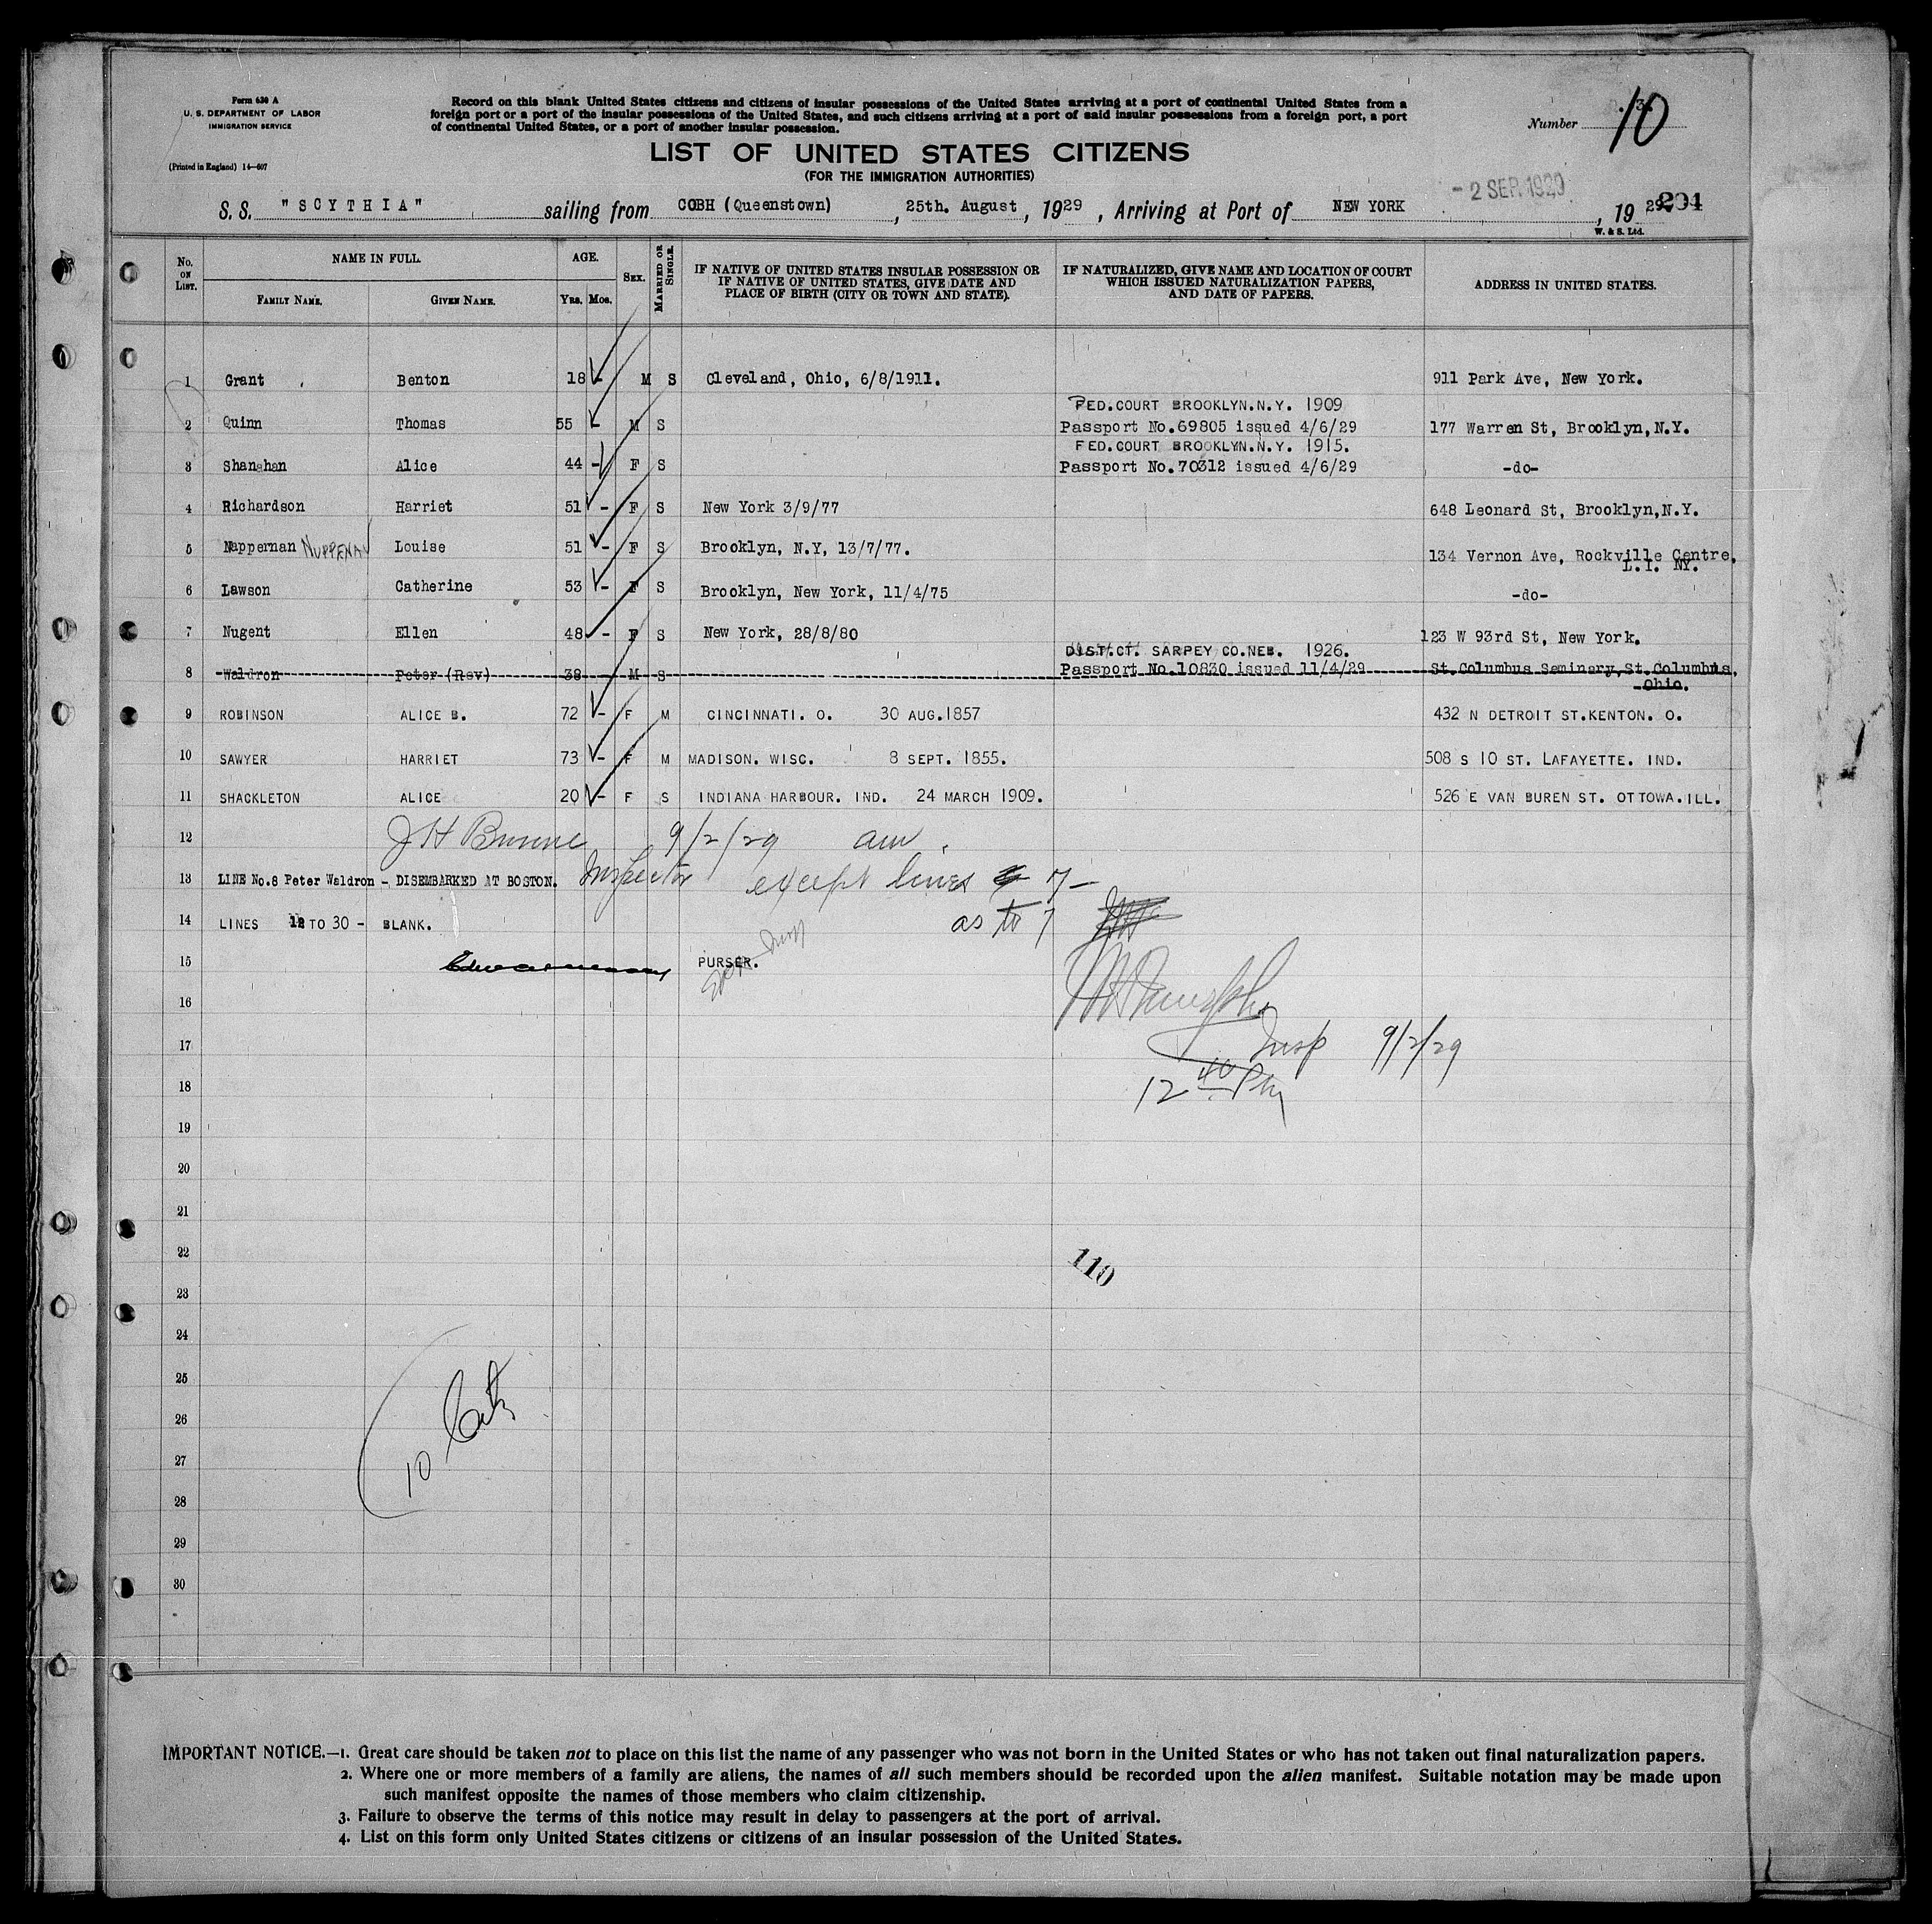 Form 630 A
U. S. DEPARTMENT OF LABOR
IMMIGRATION SERVICE
(Printed in England) 14—607
Record on this blank United States citizens and citizens of insular possessions of the United States arriving at a port of continental United States from a
foreign port or a port of the insular possessions of the United States, and such citizens arriving at a port of said insular possessions from a foreign port, a port
of continental United States, or a port of another insular possession.
Number 10
LIST OF UNITED STATES CITIZENS
(FOR THE IMMIGRATION AUTHORITIES)
- 2 SEP. 1929
S. S. "SCYTHIA" sailing from COBH (Queenstown), 25th. August, 1929, Arriving at Port of NEW YORK, 1929 204
W. & S. Ltd.
No. ON LIST.
NAME IN FULL.
FAMILY NAME. GIVEN NAME.
AGE.
Yrs. Mos.
SEX.
MARRIED OR SINGLE.
IF NATIVE OF UNITED STATES INSULAR POSSESSION OR
IF NATIVE OF UNITED STATES, GIVE DATE AND
PLACE OF BIRTH (CITY OR TOWN AND STATE).
IF NATURALIZED, GIVE NAME AND LOCATION OF COURT
WHICH ISSUED NATURALIZATION PAPERS,
AND DATE OF PAPERS.
ADDRESS IN UNITED STATES.
1 Grant Benton 18 - M S Cleveland, Ohio, 6/8/1911. 911 Park Ave, New York.
FED.COURT BROOKLYN.N.Y. 1909
2 Quinn Thomas 55 - M S Passport No.69805 issued 4/6/29 177 Warren St, Brooklyn,N.Y.
FED.COURT BROOKLYN.N.Y. 1915.
3 Shanahan Alice 44 - F S Passport No.70312 issued 4/6/29 -do-
4 Richardson Harriet 51 - F S New York 3/9/77 648 Leonard St, Brooklyn,N.Y.
5 Nappernan NUPPENAU Louise 51 - F S Brooklyn, N.Y, 13/7/77. 134 Vernon Ave, Rockville Centre,
L.I. NY.
6 Lawson Catherine 53 - F S Brooklyn, New York, 11/4/75 -do-
7 Nugent Ellen 48 - F S New York, 28/8/80 123 W 93rd St, New York.
DIST.CT. SARPEY CO.NEB. 1926.
8 Waldron Peter (Rev) 38 - M S Passport No.10830 issued 11/4/29 St.Columbus Seminary,St.Columbus,
Ohio.
9 ROBINSON ALICE B. 72 - F M CINCINNATI. O. 30 AUG.1857 432 N DETROIT ST.KENTON. O.
10 SAWYER HARRIET 73 - F M MADISON. WISC. 8 SEPT. 1855. 508 S 10 ST. LAFAYETTE. IND.
11 SHACKLETON ALICE 20 - F S INDIANA HARBOUR. IND. 24 MARCH 1909. 526 E VAN BUREN ST. OTTOWA.ILL.
12 9/2/29 am.
13 LINE No.8 Peter Waldron - DISEMBARKED AT BOSTON. Inspector except lines 7 -
14 LINES 12 TO 30 - BLANK. as to 7
15 PURSER.
16
17 Insp 9/2/29
18 12 40 Pm
19
20
21
22 110
23
24
25
26
27 10 Cits
28
29
30
IMPORTANT NOTICE.—1. Great care should be taken not to place on this list the name of any passenger who was not born in the United States or who has not taken out final naturalization papers.
2. Where one or more members of a family are aliens, the names of all such members should be recorded upon the alien manifest. Suitable notation may be made upon
such manifest opposite the names of those members who claim citizenship.
3. Failure to observe the terms of this notice may result in delay to passengers at the port of arrival.
4. List on this form only United States citizens or citizens of an insular possession of the United States.